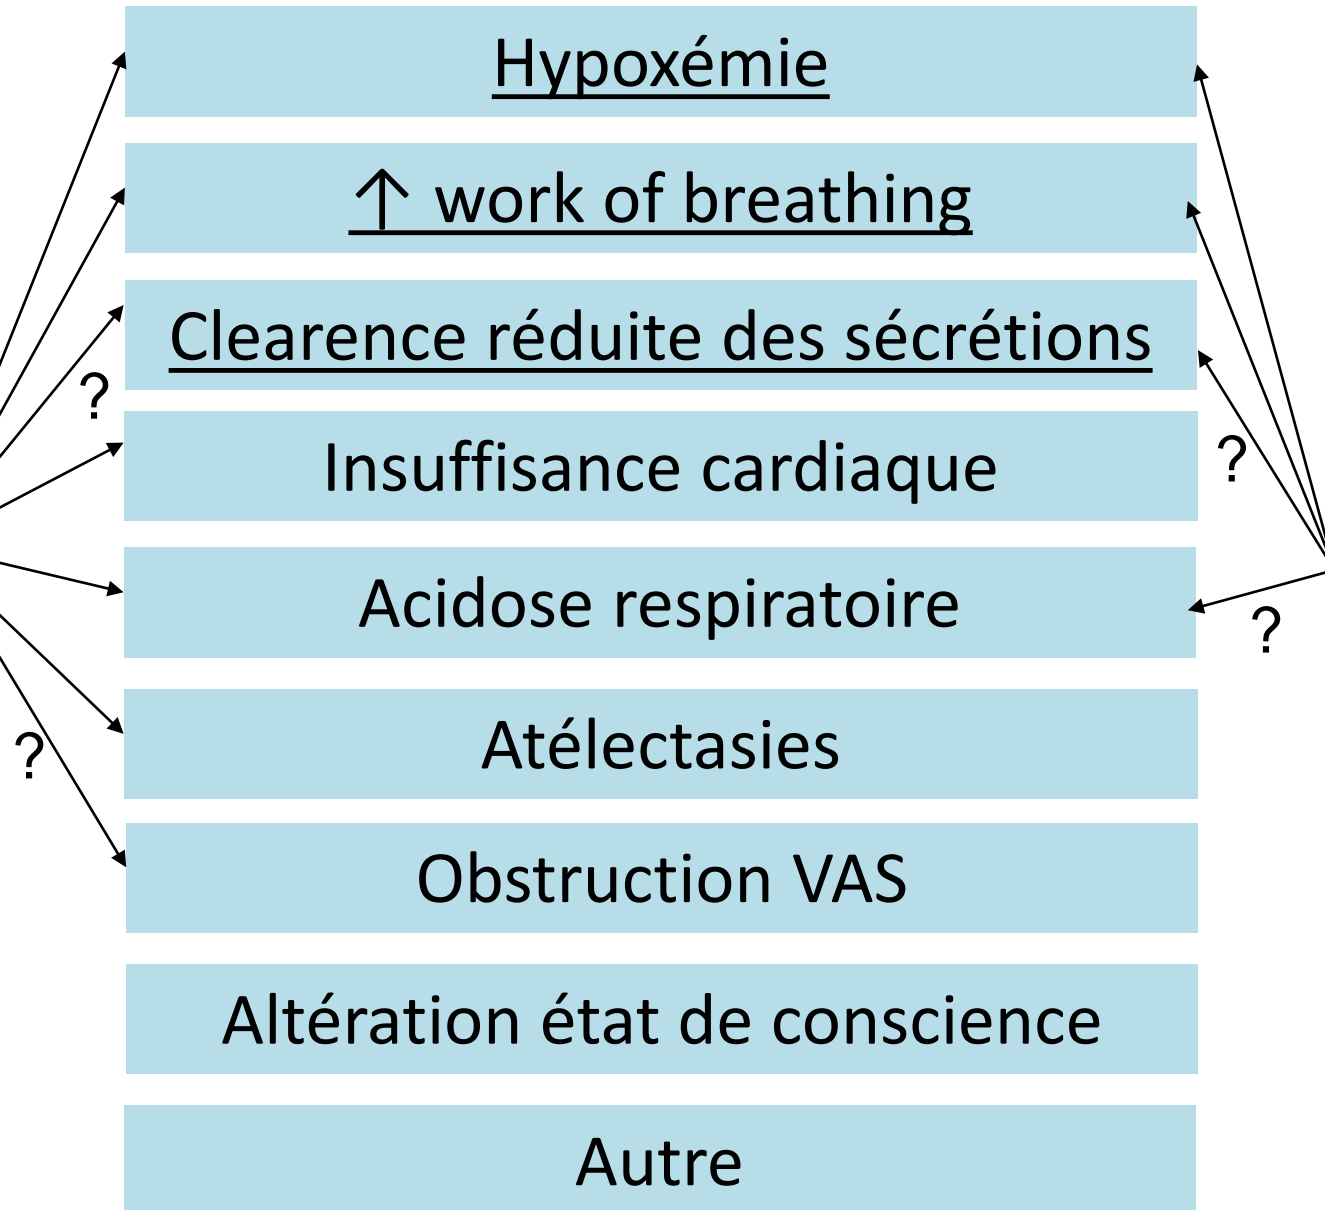 Hypoxémie
↑ work of breathing
Clearence réduite des sécrétions
?
Insuffisance cardiaque
?
Acidose respiratoire
?
Atélectasies
?
Obstruction VAS
Altération état de conscience
Autre